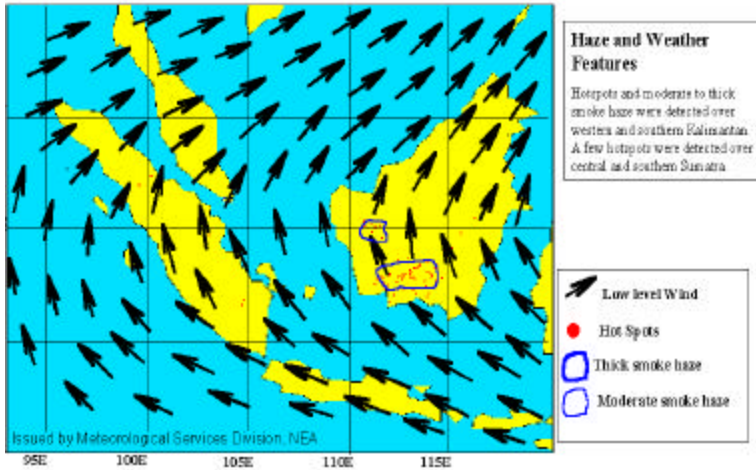 Haze and Weather
Features
Hotspots and moderate to thick
smoke haze were detected over
western and southern Kalimantan
A few hotspots were detected over
central and southern Sumatra
Low level Wind
Hot Spots
Thick smoke haze
Moderate smoke haze
Issued by Meteorological Services Division, NEA
95E 100E 105E 110E 115E